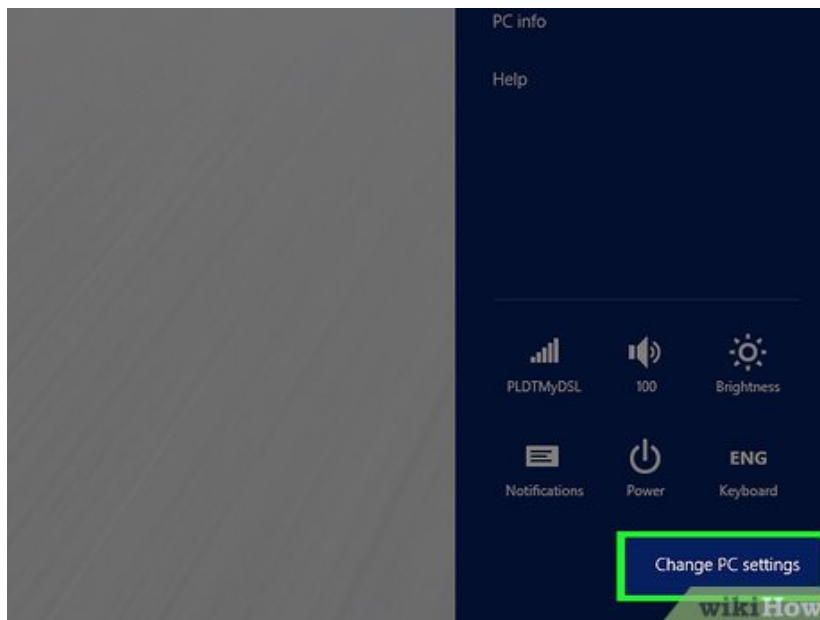 PC info
Help
PLDTMyDSL
100
Brightness
ENG
Notifications
Power
Keyboard
Change PC settings
wikiHow